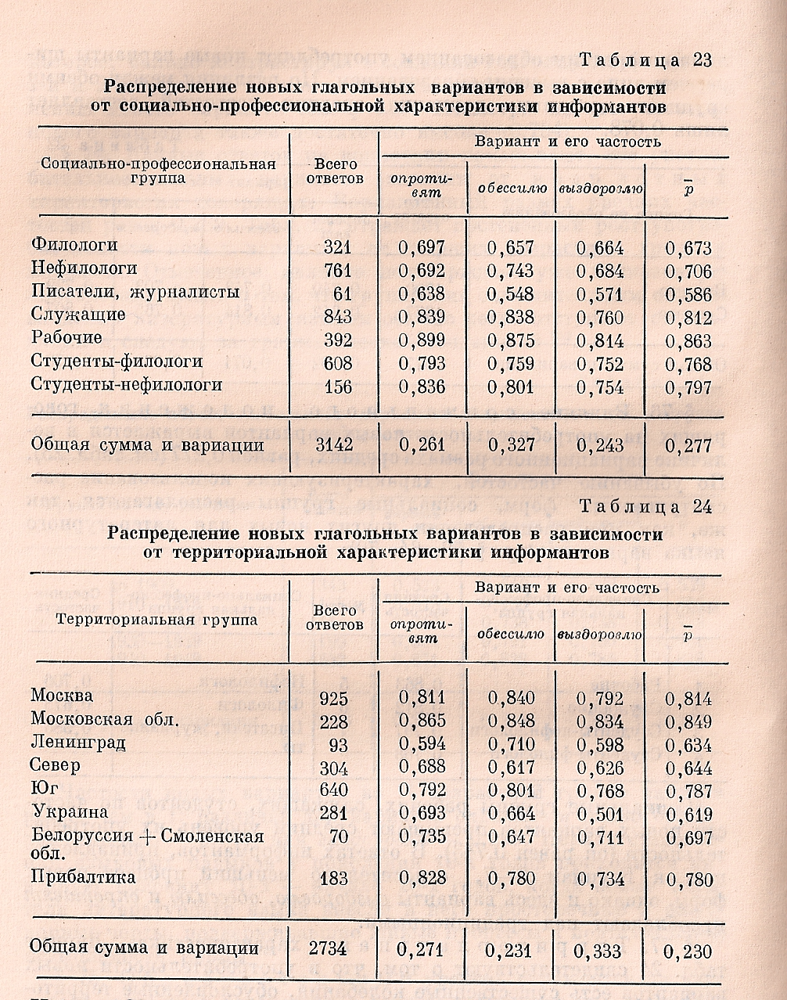 Таблица 23
Распределение новых глагольных вариантов в зависимости
от социально-профессиональной характеристики информантов
Социально-профессиональная
группа
Всего
ответов
Вариант и его частость
опроти-
вят
обессилю
выздоровлю
p̅
Филологи 321 0,697 0,657 0,664 0,673
Нефилологи 761 0,692 0,743 0,684 0,706
Писатели, журналисты 61 0,638 0,548 0,571 0,586
Служащие 843 0,839 0,838 0,760 0,812
Рабочие 392 0,899 0,875 0,814 0,863
Студенты-филологи 608 0,793 0,759 0,752 0,768
Студенты-нефилологи 156 0,836 0,801 0,754 0,797
Общая сумма и вариации 3142 0,261 0,327 0,243 0,277
Таблица 24
Распределение новых глагольных вариантов в зависимости
от территориальной характеристики информантов
Территориальная группа
Всего
ответов
Вариант и его частость
опроти-
вят
обессилю
выздоровлю
p̅
Москва 925 0,811 0,840 0,792 0,814
Московская обл. 228 0,865 0,848 0,834 0,849
Ленинград 93 0,594 0,710 0,598 0,634
Север 304 0,688 0,617 0,626 0,644
Юг 640 0,792 0,801 0,768 0,787
Украина 281 0,693 0,664 0,501 0,619
Белоруссия + Смоленская 70 0,735 0,647 0,711 0,697
обл.
Прибалтика 183 0,828 0,780 0,734 0,780
Общая сумма и вариации 2734 0,271 0,231 0,333 0,230